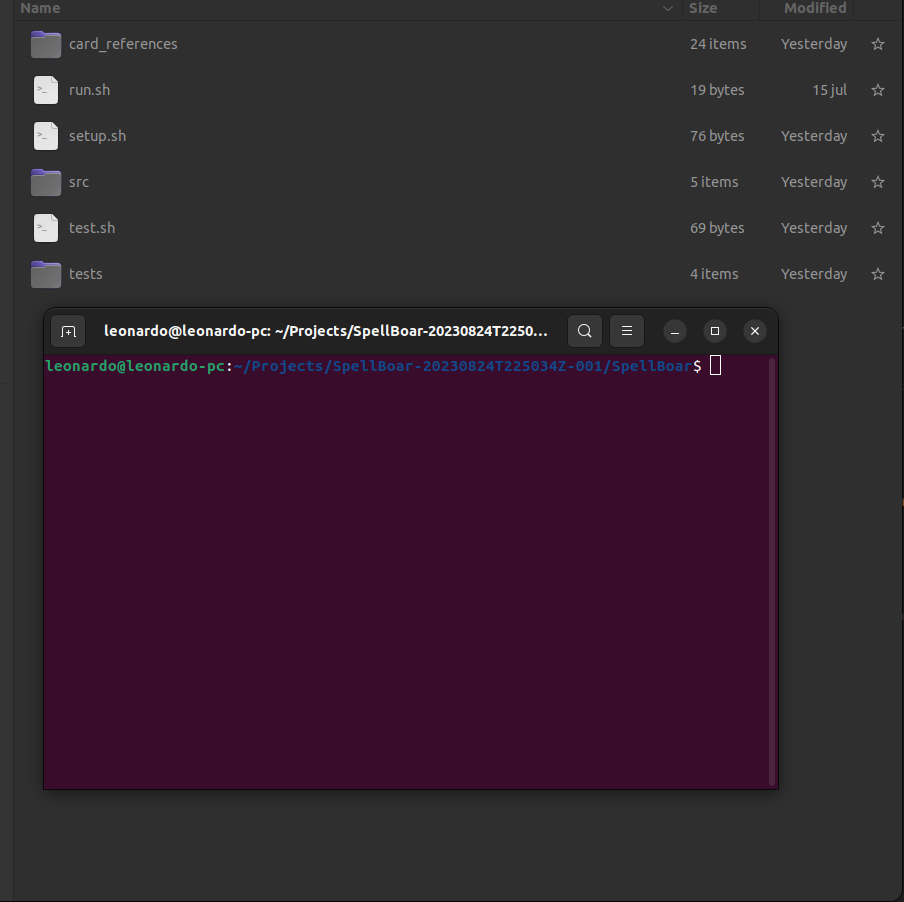 Name Size Modified
card_references 24 items Yesterday
run.sh 19 bytes 15 jul
setup.sh 76 bytes Yesterday
src 5 items Yesterday
test.sh 69 bytes Yesterday
tests 4 items Yesterday
leonardo@leonardo-pc: ~/Projects/SpellBoar-20230824T2250...
leonardo@leonardo-pc:~/Projects/SpellBoar-20230824T225034Z-001/SpellBoar$